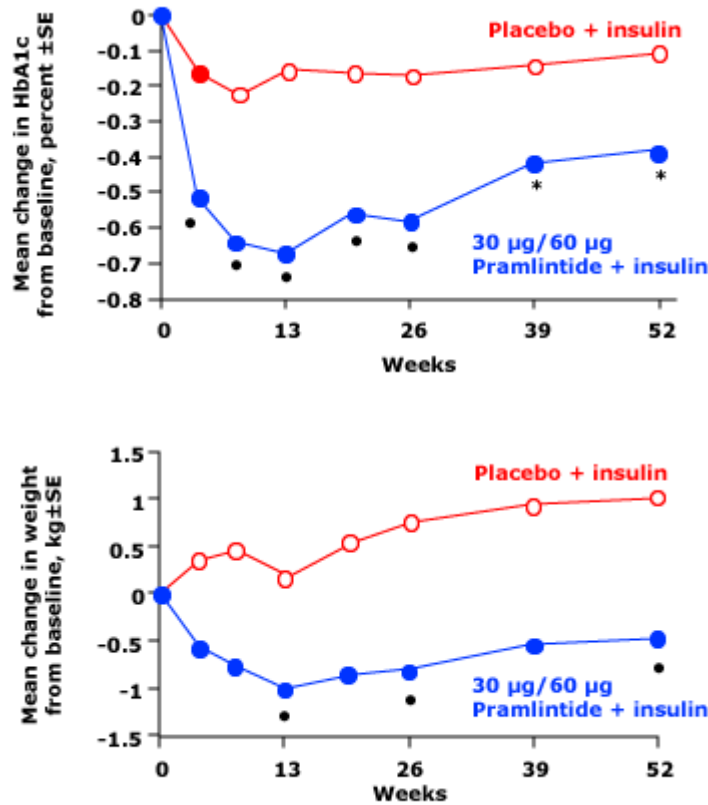 Mean change in HbA1c
from baseline, percent ±SE
0
-0.1
-0.2
-0.3
-0.4
-0.5
-0.6
-0.7
-0.8
Placebo + insulin
*
*
30 µg/60 µg
Pramlintide + insulin
0
13
26
39
52
Weeks
Mean change in weight
from baseline, kg±SE
1.5
1
0.5
0
-0.5
-1
-1.5
Placebo + insulin
30 µg/60 µg
Pramlintide + insulin
0
13
26
39
52
Weeks